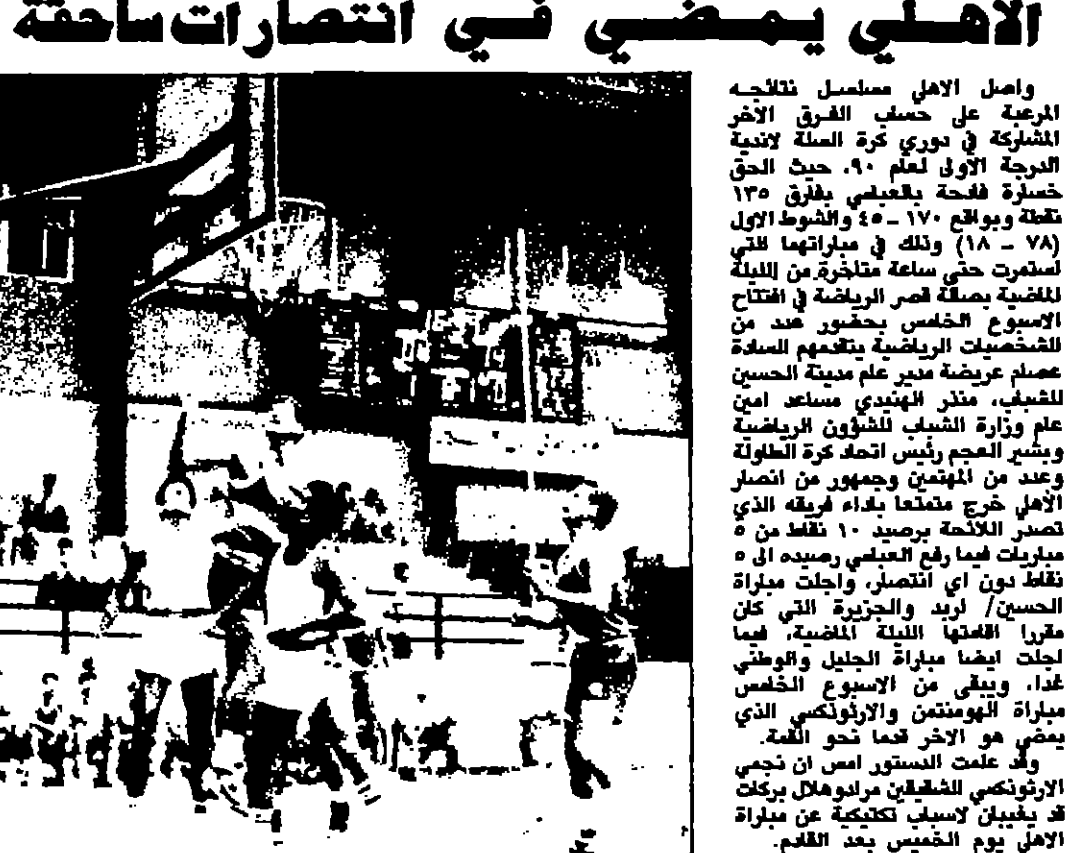 الاهلي يمضي في انتصارات ساحقة
واصل الاهلي مسلسل نتائجه
المرعبة على حساب الفرق الاخر
المشاركة في دوري كرة السلة لاندية
الدرجة الاولى لعام ٩٠، حيث الحق
خسارة فادحة بالعباسي بفارق ١٣٥
نقطة وبواقع ١٧٠ ــ ٤٥ والشوط الاول
(٧٨ ــ ١٨) وذلك في مباراتهما التي
استمرت حتى ساعة متاخرة من الليلة
الماضية بصالة قصر الرياضة في افتتاح
الاسبوع الخامس بحضور عدد من
الشخصيات الرياضية يتقدمهم السادة
عصام عريضة مدير عام مدينة الحسين
للشباب، منذر الهنيدي مساعد امين
عام وزارة الشباب للشؤون الرياضية
وبشير العجم رئيس اتحاد كرة الطاولة
وعدد من المهتمين وجمهور من انصار
الاهلي خرج متمتعا باداء فريقه الذي
تصدر اللائحة برصيد ١٠ نقاط من ٥
مباريات فيما رفع العباسي رصيده الى ٥
نقاط دون اي انتصار، واجلت مباراة
الحسين/ اربد والجزيرة التي كان
مقررا اقامتها الليلة الماضية، فيما
اجلت ايضا مباراة الجليل والوطني
غدا، ويبقى من الاسبوع الخامس
مباراة الهومنتمن والارثوذكسي الذي
يمضي هو الاخر قدما نحو القمة.
وقد علمت الدستور امس ان نجمي
الارثوذكسي الشقيقين مراد وهلال بركات
قد يغيبان لاسباب تكتيكية عن مباراة
الاهلي يوم الخميس بعد القادم.